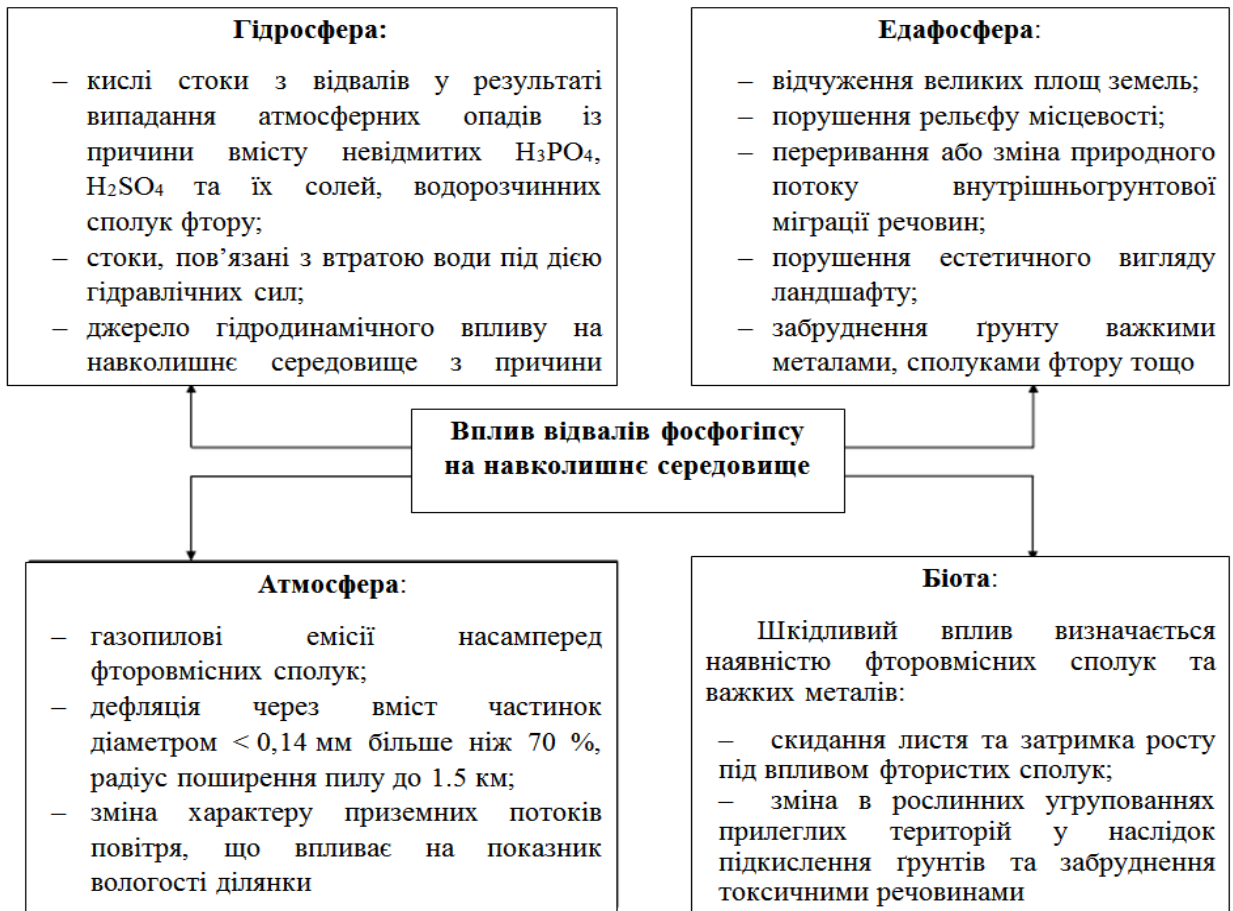 Гідросфера:
– кислі стоки з відвалів у результаті
випадання атмосферних опадів із
причини вмісту невідмитих H₃PO₄,
H₂SO₄ та їх солей, водорозчинних
сполук фтору;
– стоки, пов’язані з втратою води під дією
гідравлічних сил;
– джерело гідродинамічного впливу на
навколишнє середовище з причини
Едафосфера:
– відчуження великих площ земель;
– порушення рельєфу місцевості;
– переривання або зміна природного
потоку внутрішньогрунтової
міграції речовин;
– порушення естетичного вигляду
ландшафту;
– забруднення ґрунту важкими
металами, сполуками фтору тощо
Вплив відвалів фосфогіпсу
на навколишнє середовище
Атмосфера:
– газопилові емісії насамперед
фторовмісних сполук;
– дефляція через вміст частинок
діаметром < 0,14 мм більше ніж 70 %,
радіус поширення пилу до 1.5 км;
– зміна характеру приземних потоків
повітря, що впливає на показник
вологості ділянки
Біота:
Шкідливий вплив визначається
наявністю фторовмісних сполук та
важких металів:
– скидання листя та затримка росту
під впливом фтористих сполук;
– зміна в рослинних угрупованнях
прилеглих територій у наслідок
підкислення ґрунтів та забруднення
токсичними речовинами